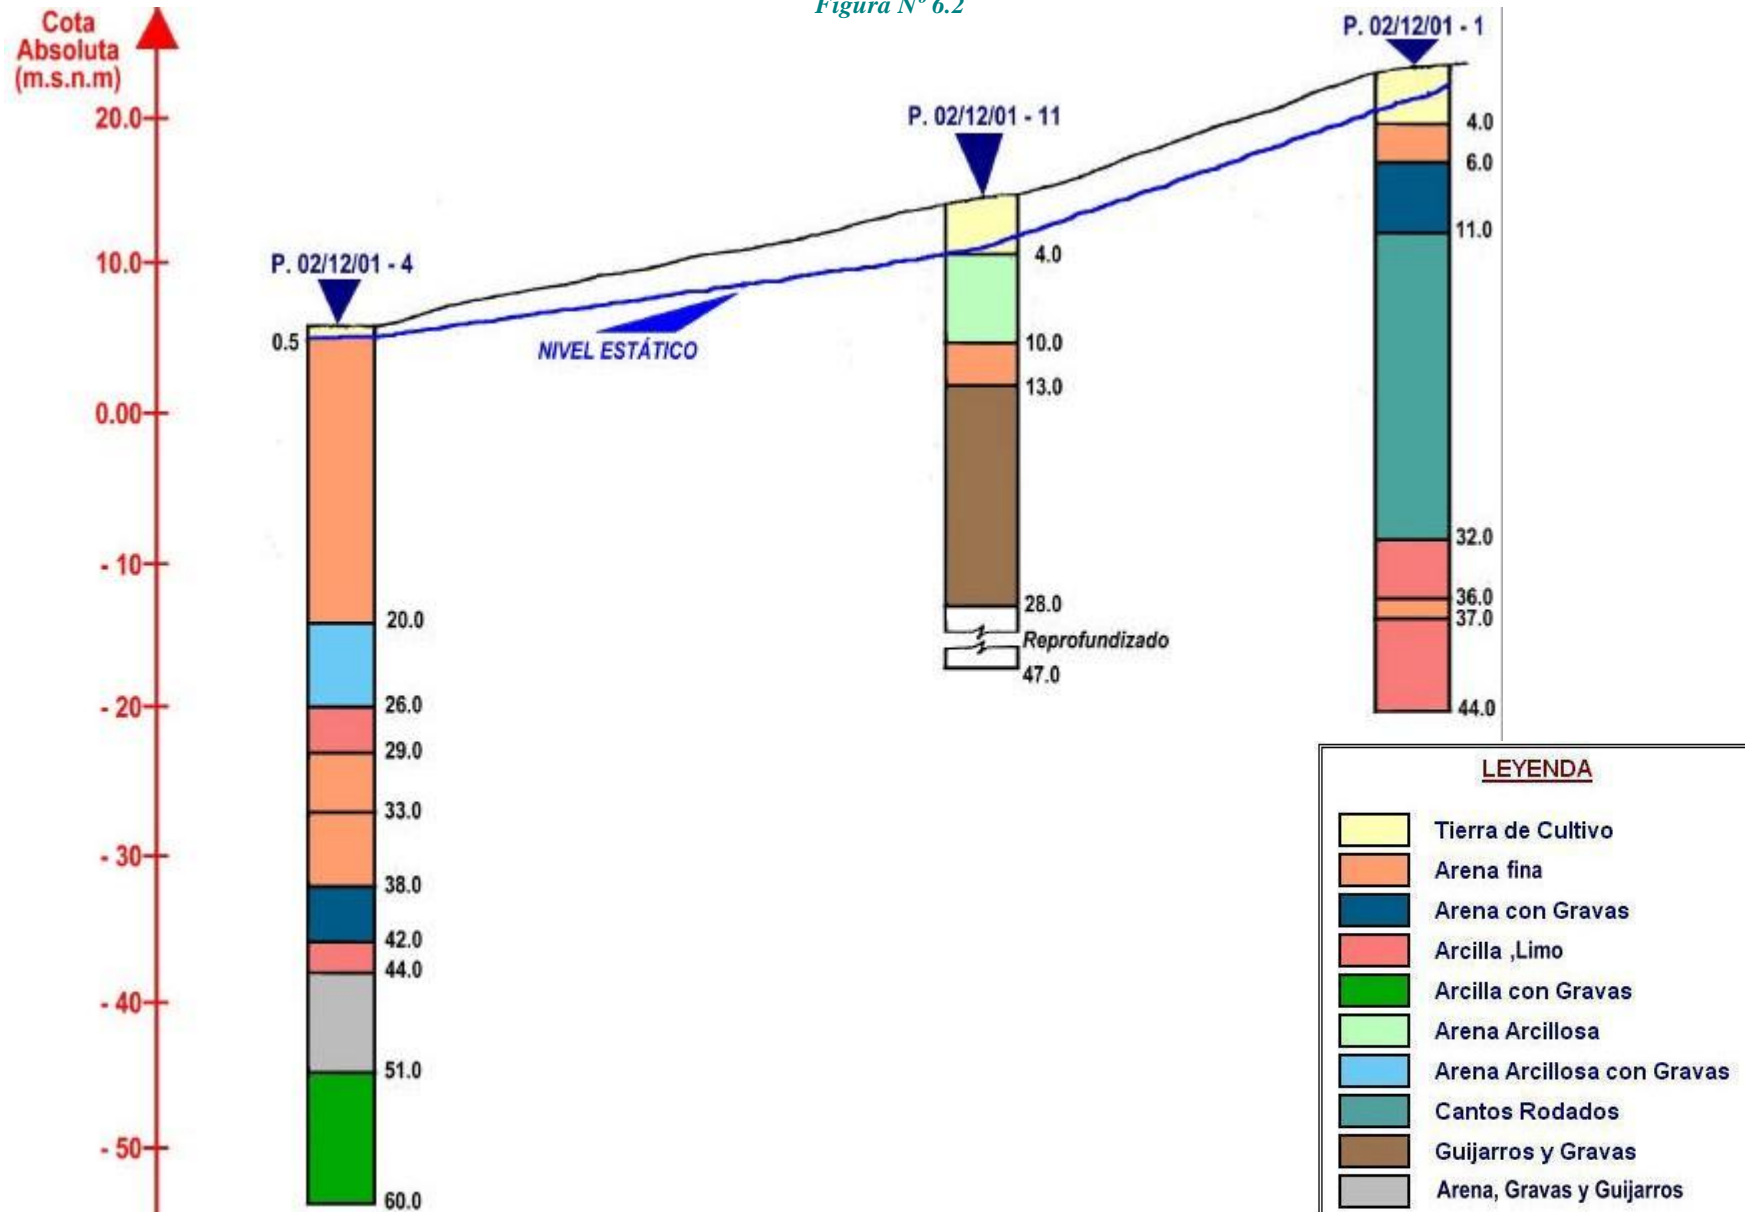 Figura Nº 6.2
Cota
Absoluta
(m.s.n.m)
20.0
10.0
0.00
- 10
- 20
- 30
- 40
- 50
P. 02/12/01 - 4
0.5
20.0
26.0
29.0
33.0
38.0
42.0
44.0
51.0
60.0
NIVEL ESTÁTICO
P. 02/12/01 - 11
4.0
10.0
13.0
28.0
Reprofundizado
47.0
P. 02/12/01 - 1
4.0
6.0
11.0
32.0
36.0
37.0
44.0
LEYENDA
Tierra de Cultivo
Arena fina
Arena con Gravas
Arcilla ,Limo
Arcilla con Gravas
Arena Arcillosa
Arena Arcillosa con Gravas
Cantos Rodados
Guijarros y Gravas
Arena, Gravas y Guijarros